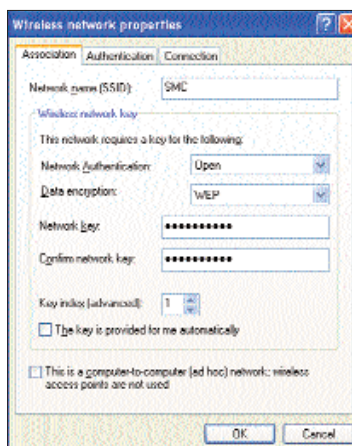 Wireless network properties
Association Authentication Connection
Network name (SSID): SMC
Wireless network key
This network requires a key for the following:
Network Authentication: Open
Data encryption: WEP
Network key: ••••••••••
Confirm network key: ••••••••••
Key index (advanced): 1
The key is provided for me automatically
This is a computer-to-computer (ad hoc) network; wireless
access points are not used
OK Cancel